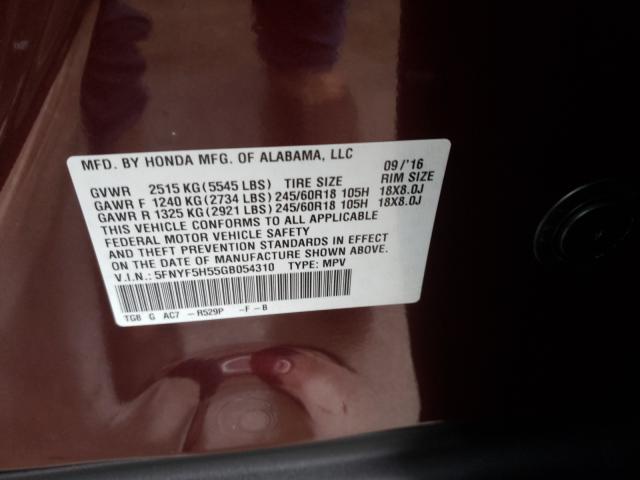 MFD. BY HONDA MFG. OF ALABAMA, LLC 09/'16
GVWR 2515 KG (5545 LBS) TIRE SIZE RIM SIZE
GAWR F 1240 KG (2734 LBS) 245/60R18 105H 18X8.0J
GAWR R 1325 KG (2921 LBS) 245/60R18 105H 18X8.0J
THIS VEHICLE CONFORMS TO ALL APPLICABLE
FEDERAL MOTOR VEHICLE SAFETY
AND THEFT PREVENTION STANDARDS IN EFFECT
ON THE DATE OF MANUFACTURE SHOWN ABOVE.
V.I.N.: 5FNYF5H55GB054310 TYPE: MPV
TGB G AC7 -R529P -F-B